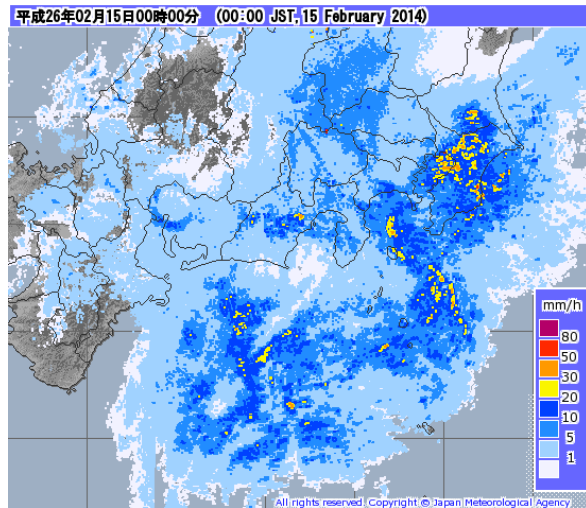 平成26年02月15日00時00分 (00:00 JST, 15 February 2014)
mm/h
80
50
30
20
10
5
1
All rights reserved. Copyright © Japan Meteorological Agency